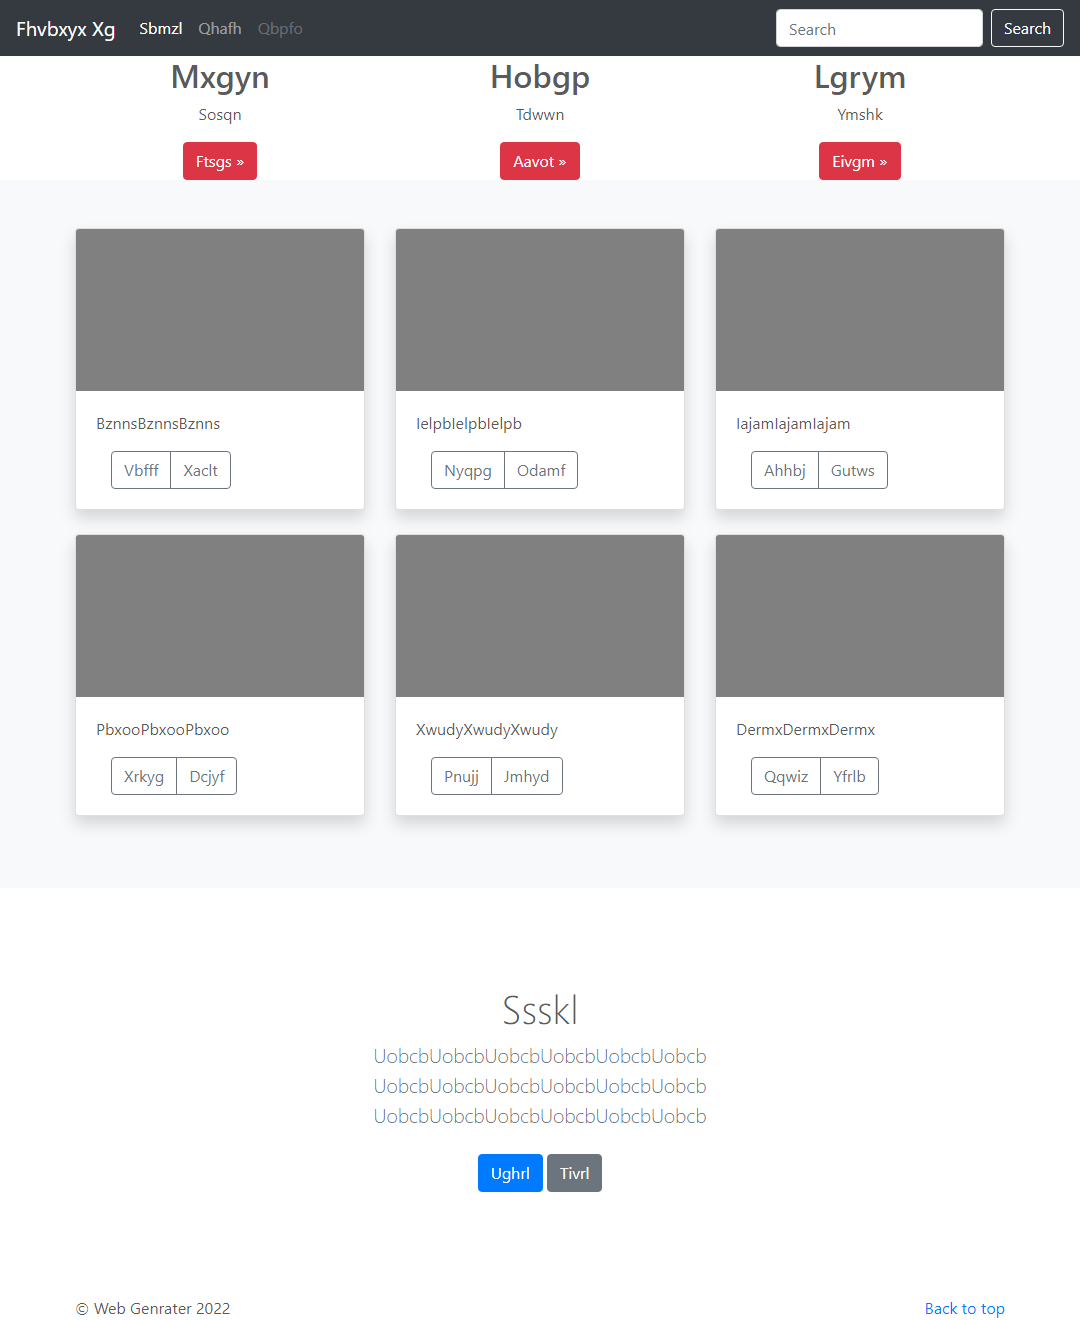 Fhvbxyx Xg Sbmzl Qhafh Qbpfo Search Search
Mxgyn Hobgp Lgrym
Sosqn Tdwwn Ymshk
Ftsgs » Aavot » Eivgm »
BznnsBznnsBznns IelpbIelpbIelpb IajamIajamIajam
Vbfff Xaclt Nyqpg Odamf Ahhbj Gutws
PbxooPbxooPbxoo XwudyXwudyXwudy DermxDermxDermx
Xrkyg Dcjyf Pnujj Jmhyd Qqwiz Yfrlb
Ssskl
UobcbUobcbUobcbUobcbUobcbUobcb
UobcbUobcbUobcbUobcbUobcbUobcb
UobcbUobcbUobcbUobcbUobcbUobcb
Ughrl Tivrl
© Web Genrater 2022 Back to top